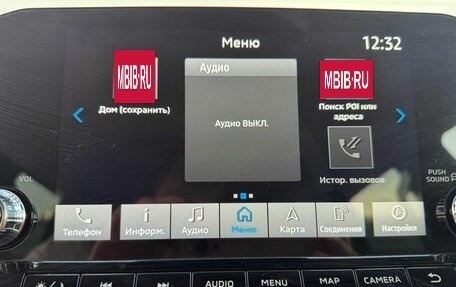 Меню
12:32
MBIB.RU
Аудио
MBIB.RU
Дом (сохранить)
Аудио ВЫКЛ.
Поиск POI или
адреса
Истор. вызовов
VOL
PUSH
SOUND
Телефон
Информ.
Аудио
Меню
Карта
Соединения
Настройки
AUDIO
MENU
MAP
CAMERA